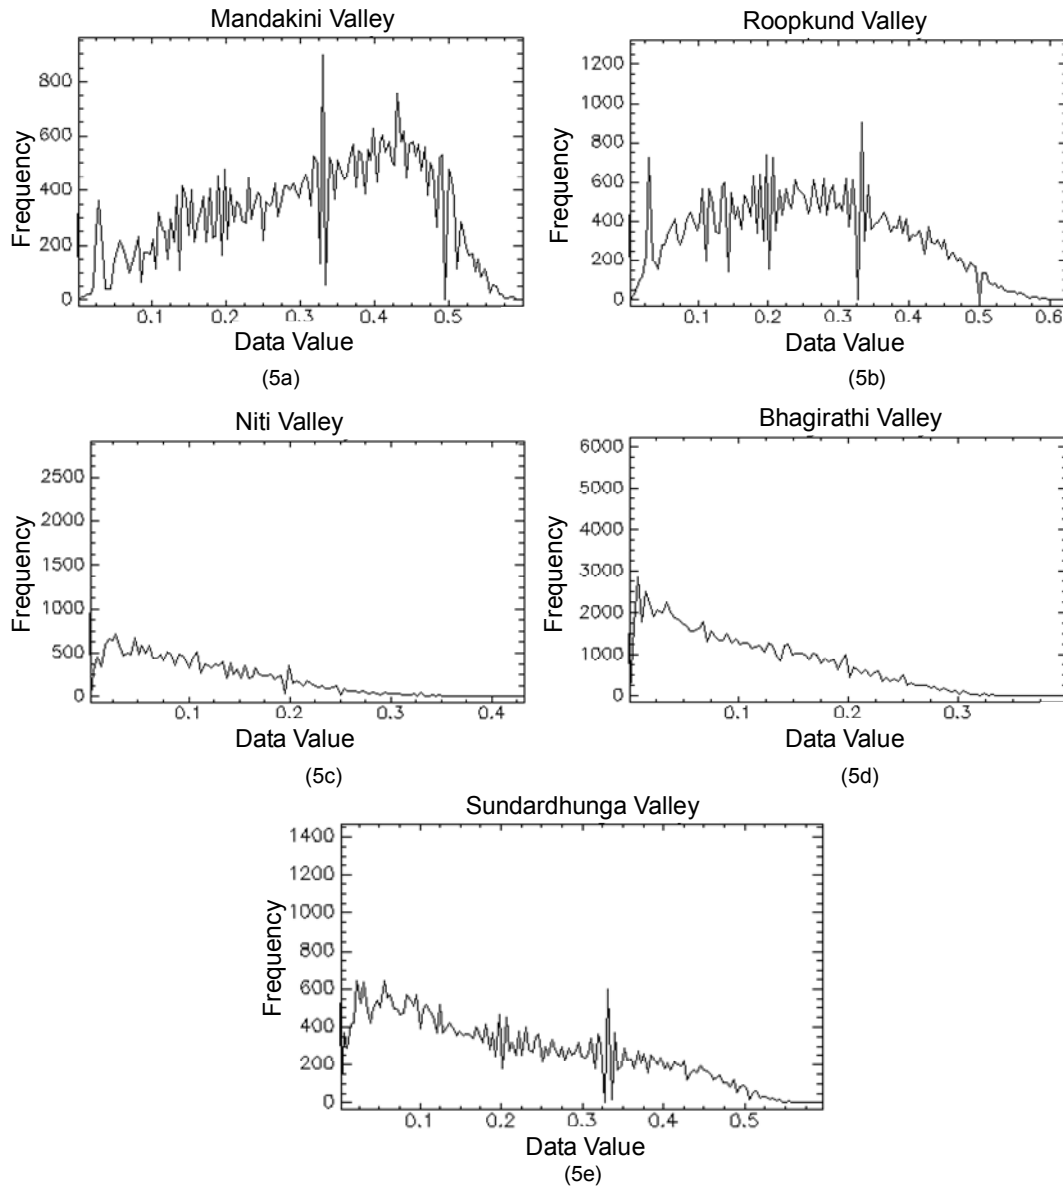 Mandakini Valley
Frequency
800
600
400
200
0
0.1 0.2 0.3 0.4 0.5
Data Value
(5a)
Roopkund Valley
Frequency
1200
1000
800
600
400
200
0
0.1 0.2 0.3 0.4 0.5 0.6
Data Value
(5b)
Niti Valley
Frequency
2500
2000
1500
1000
500
0
0.1 0.2 0.3 0.4
Data Value
(5c)
Bhagirathi Valley
Frequency
6000
5000
4000
3000
2000
1000
0
0.1 0.2 0.3
Data Value
(5d)
Sundardhunga Valley
Frequency
1400
1200
1000
800
600
400
200
0
0.1 0.2 0.3 0.4 0.5
Data Value
(5e)